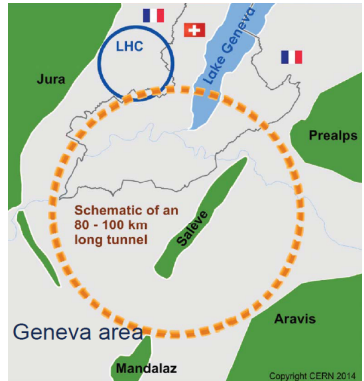 LHC
Jura
Lake Geneva
Prealps
Schematic of an
80 - 100 km
long tunnel
Salève
Geneva area
Aravis
Mandalaz
Copyright CERN 2014